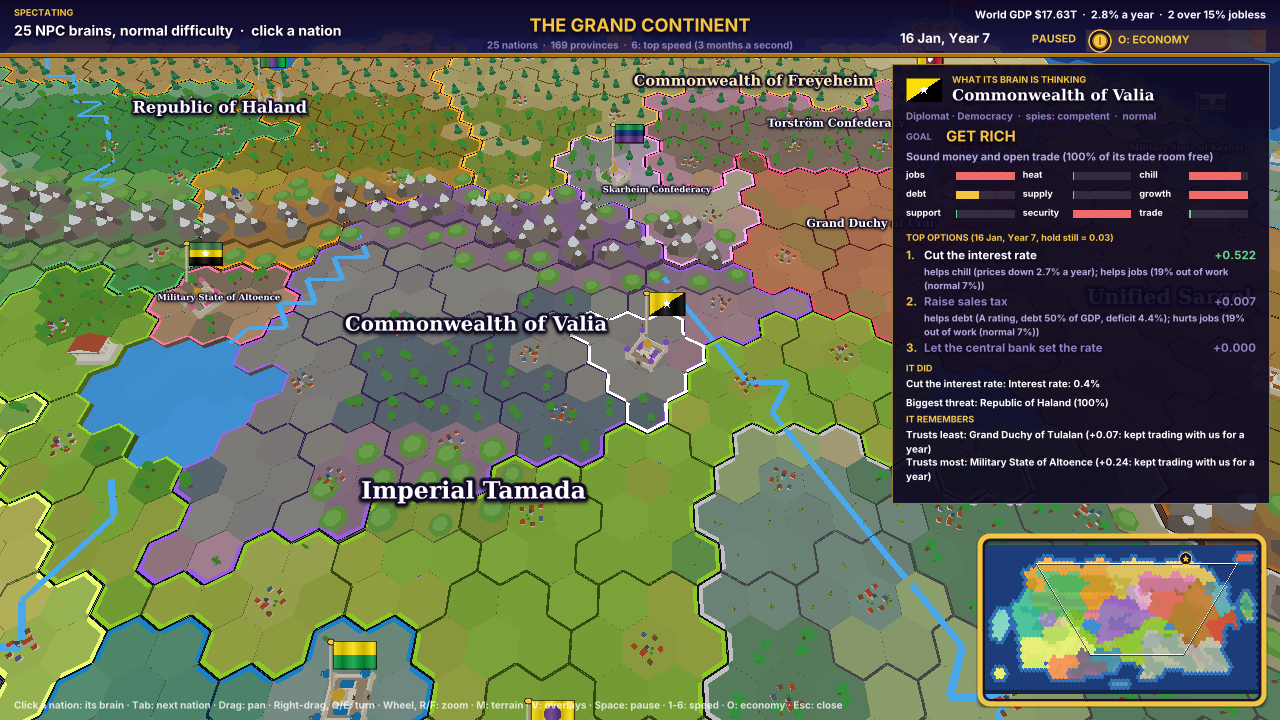 SPECTATING
25 NPC brains, normal difficulty · click a nation
THE GRAND CONTINENT
25 nations · 169 provinces · 6: top speed (3 months a second)
World GDP $17.63T · 2.8% a year · 2 over 15% jobless
16 Jan, Year 7
PAUSED
O: ECONOMY
Commonwealth of Freyeheim
Republic of Haland
Torström Confedera
Skarheim Confederacy
Grand Duchy
Military State of Altoence
Commonwealth of Valia
Imperial Tamada
WHAT ITS BRAIN IS THINKING
Commonwealth of Valia
Diplomat · Democracy · spies: competent · normal
GOAL GET RICH
Sound money and open trade (100% of its trade room free)
jobs heat chill
debt supply growth
support security trade
TOP OPTIONS (16 Jan, Year 7, hold still = 0.03)
1. Cut the interest rate +0.522
helps chill (prices down 2.7% a year); helps jobs (19% out of work
(normal 7%))
2. Raise sales tax +0.007
helps debt (A rating, debt 50% of GDP, deficit 4.4%); hurts jobs (19%
out of work (normal 7%))
3. Let the central bank set the rate +0.000
IT DID
Cut the interest rate: Interest rate: 0.4%
Biggest threat: Republic of Haland (100%)
IT REMEMBERS
Trusts least: Grand Duchy of Tulalan (+0.07: kept trading with us for a
year)
Trusts most: Military State of Altoence (+0.24: kept trading with us for a
year)
Click a nation: its brain · Tab: next nation · Drag: pan · Right-drag, Q/E: turn · Wheel, R/F: zoom · M: terrain · V: overlays · Space: pause · 1-6: speed · O: economy · Esc: close